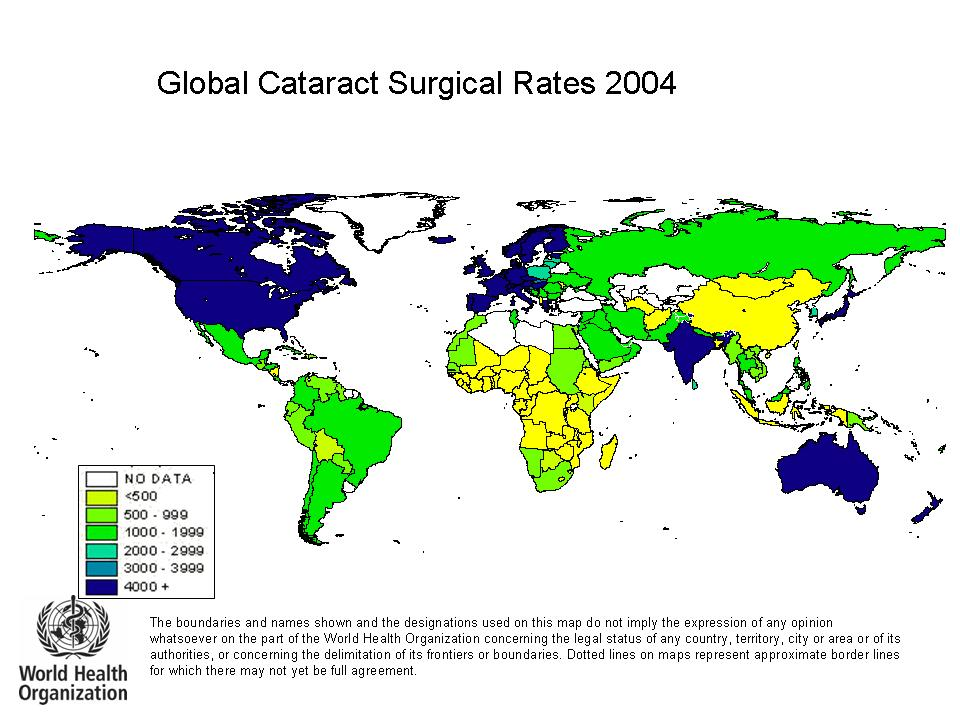 Global Cataract Surgical Rates 2004
NO DATA
<500
500 - 999
1000 - 1999
2000 - 2999
3000 - 3999
4000 +
The boundaries and names shown and the designations used on this map do not imply the expression of any opinion
whatsoever on the part of the World Health Organization concerning the legal status of any country, territory, city or area or of its
authorities, or concerning the delimitation of its frontiers or boundaries. Dotted lines on maps represent approximate border lines
for which there may not yet be full agreement.
World Health
Organization